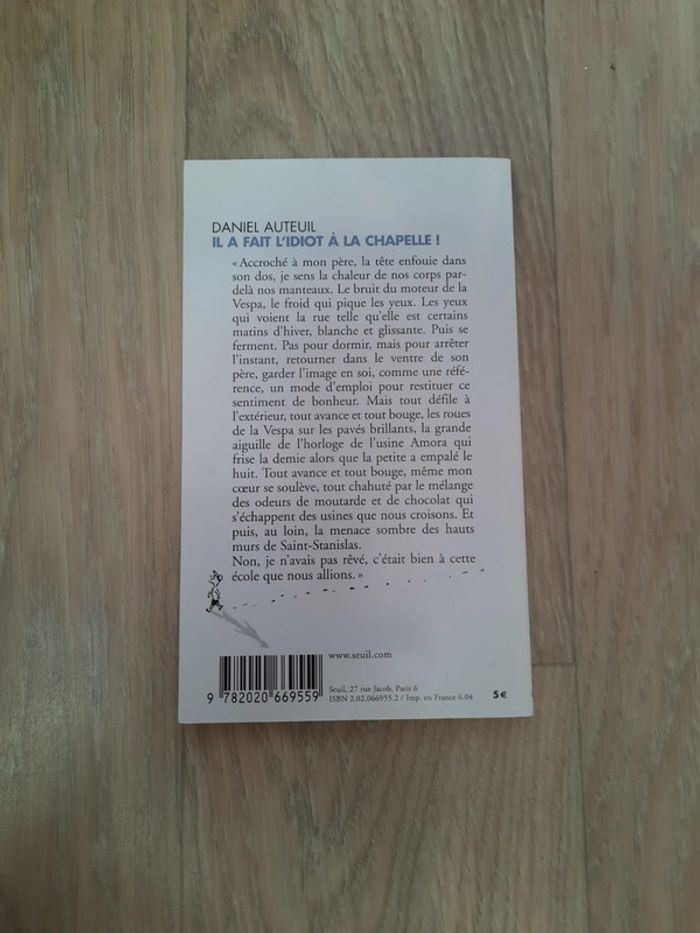 DANIEL AUTEUIL
IL A FAIT L'IDIOT À LA CHAPELLE !
« Accroché à mon père, la tête enfouie dans
son dos, je sens la chaleur de nos corps par-
delà nos manteaux. Le bruit du moteur de la
Vespa, le froid qui pique les yeux. Les yeux
qui voient la rue telle qu'elle est certains
matins d'hiver, blanche et glissante. Puis se
ferment. Pas pour dormir, mais pour arrêter
l'instant, retourner dans le ventre de son
père, garder l'image en soi, comme une réfé-
rence, un mode d'emploi pour restituer ce
sentiment de bonheur. Mais tout défile à
l'extérieur, tout avance et tout bouge, les roues
de la Vespa sur les pavés brillants, la grande
aiguille de l'horloge de l'usine Amora qui
frise la demie alors que la petite a empalé le
huit. Tout avance et tout bouge, même mon
cœur se soulève, tout chahuté par le mélange
des odeurs de moutarde et de chocolat qui
s'échappent des usines que nous croisons. Et
puis, au loin, la menace sombre des hauts
murs de Saint-Stanislas.
Non, je n'avais pas rêvé, c'était bien à cette
école que nous allions. »
www.seuil.com
Seuil, 27 rue Jacob, Paris 6
ISBN 2.02.066955.2 / Imp. en France 6.04
5 €
9 782020 669559